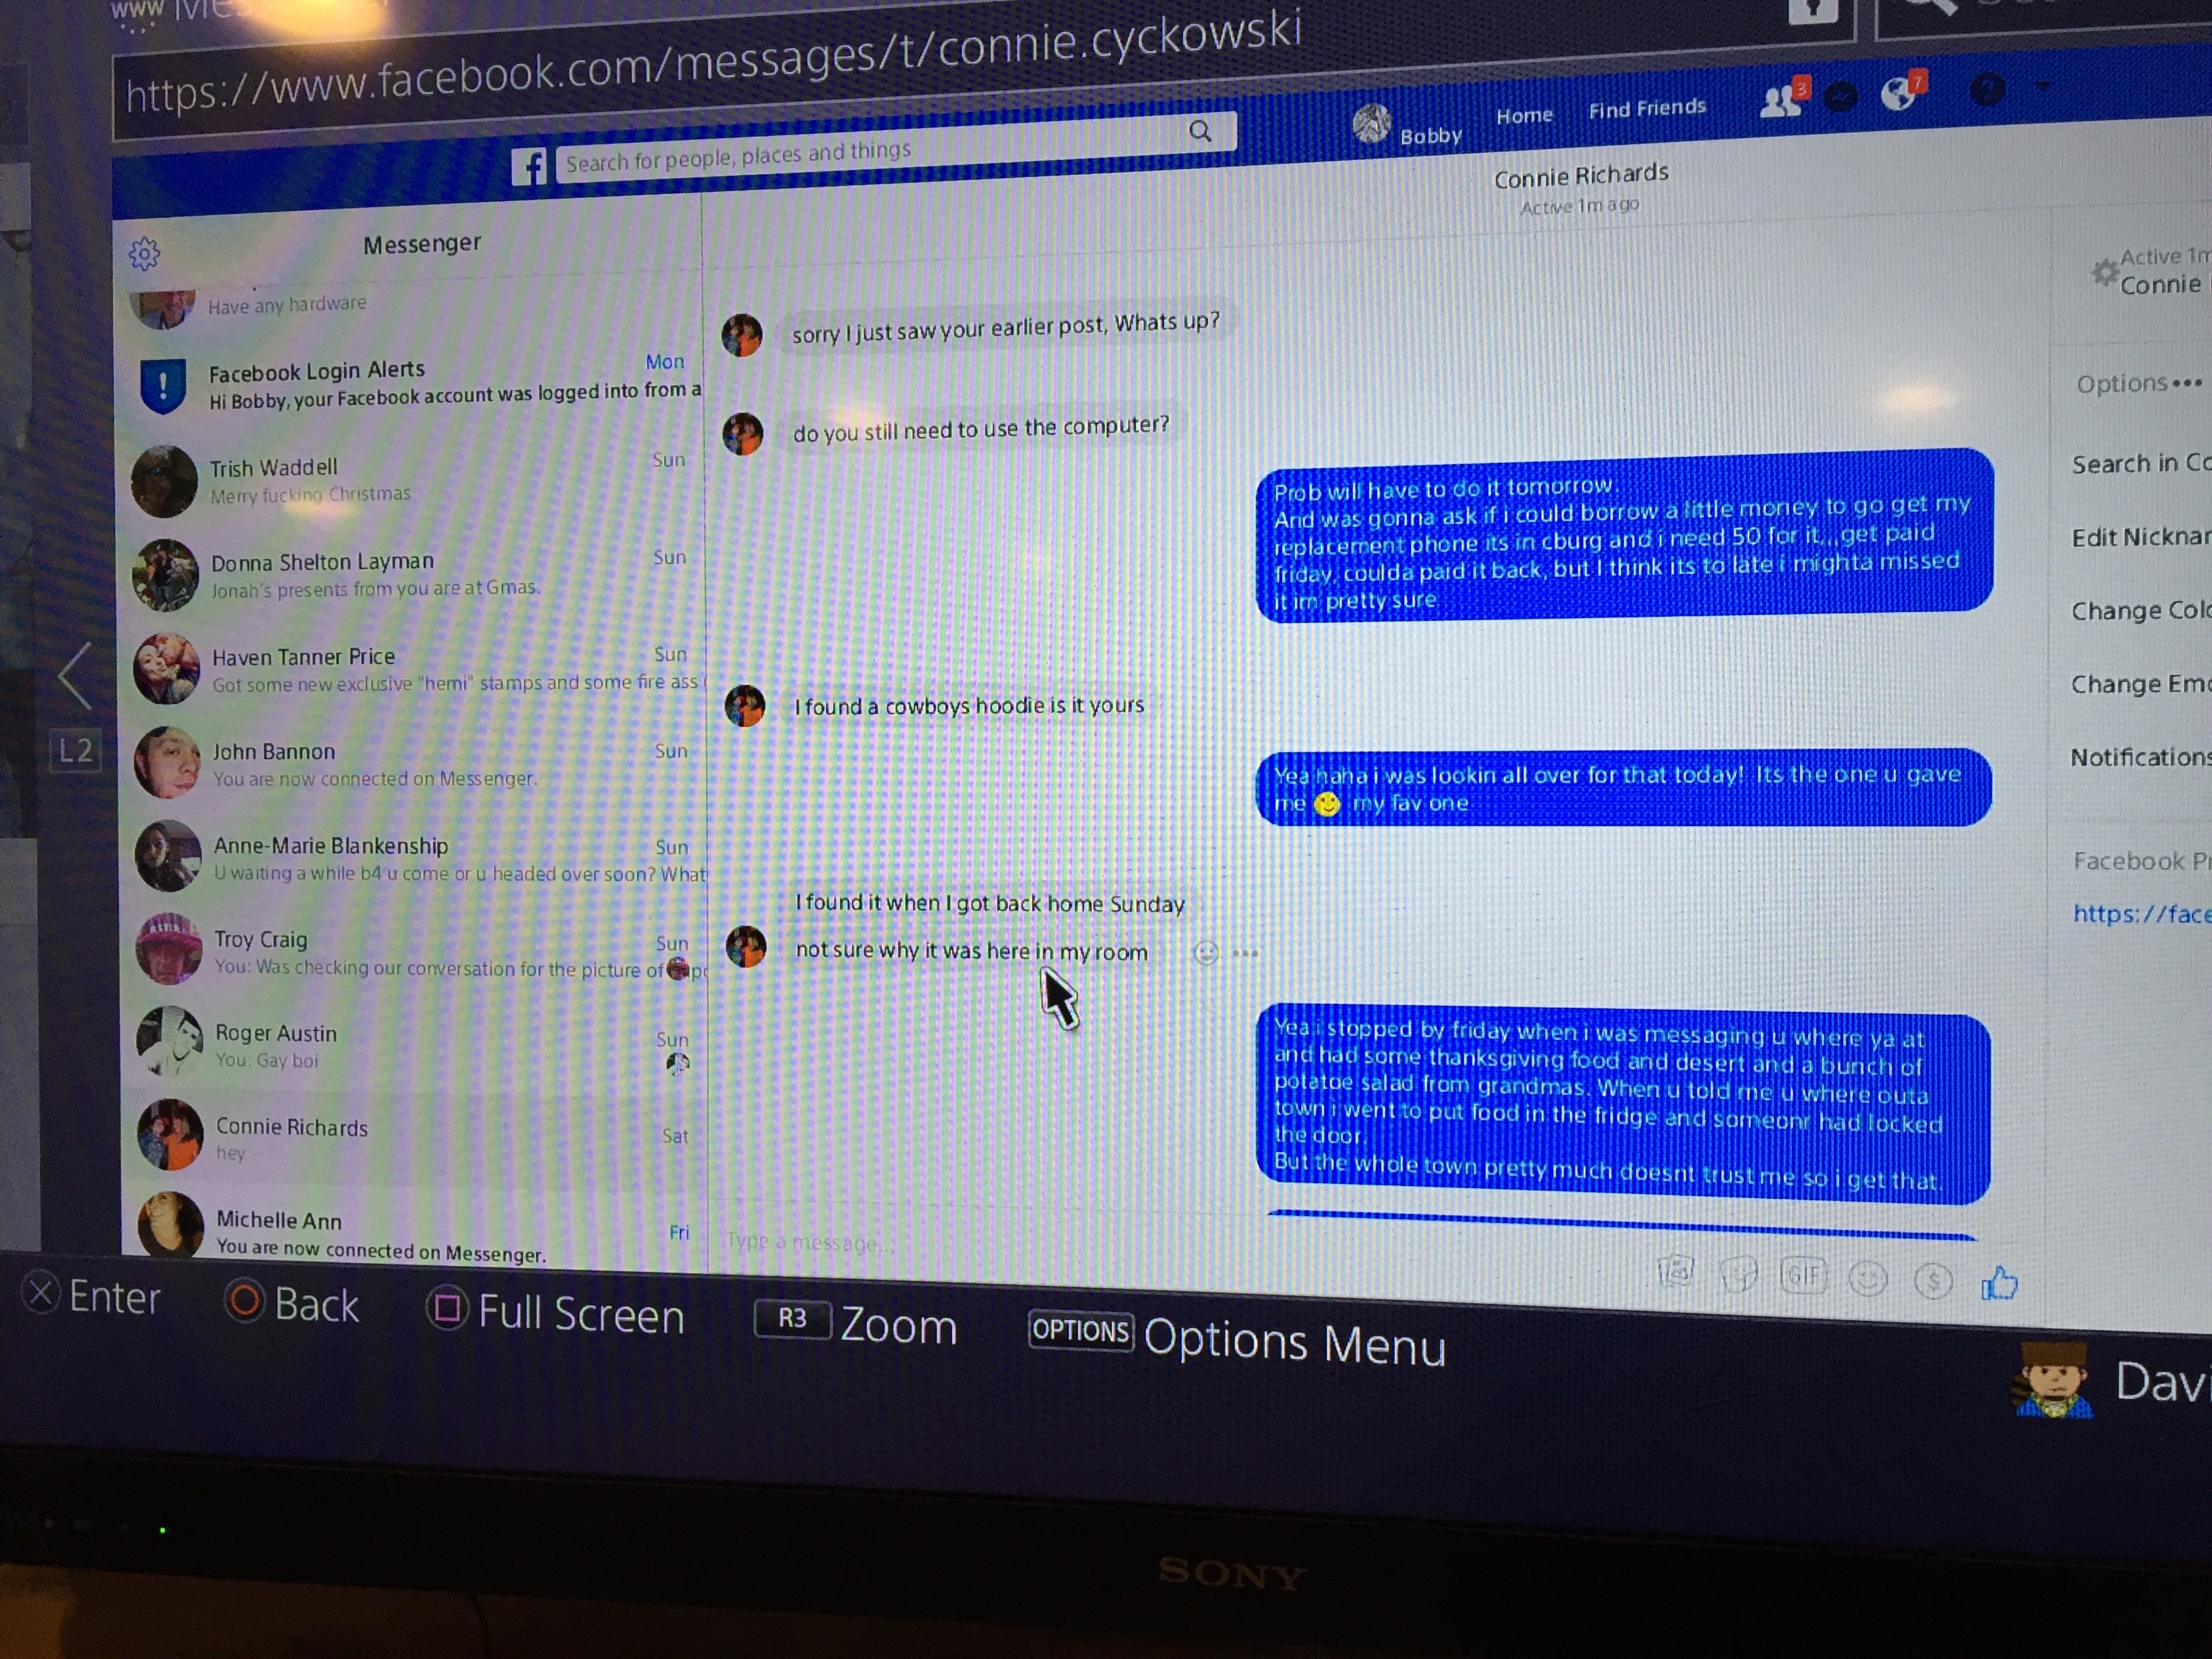 www
https://www.facebook.com/messages/t/connie.cyckowski
Search for people, places and things
Bobby
Home
Find Friends
3
7
Messenger
Connie Richards
Active 1m ago
Have any hardware
Facebook Login Alerts
Mon
Hi Bobby, your Facebook account was logged into from a
Trish Waddell
Sun
Merry fucking Christmas
Donna Shelton Layman
Sun
Jonah's presents from you are at Gmas.
Haven Tanner Price
Sun
Got some new exclusive "hemi" stamps and some fire ass
John Bannon
Sun
You are now connected on Messenger.
Anne-Marie Blankenship
Sun
U waiting a while b4 u come or u headed over soon? What
Troy Craig
Sun
You: Was checking our conversation for the picture of
Roger Austin
Sun
You: Gay boi
Connie Richards
Sat
hey
Michelle Ann
Fri
You are now connected on Messenger.
sorry I just saw your earlier post, Whats up?
do you still need to use the computer?
Prob will have to do it tomorrow.
And was gonna ask if i could borrow a little money to go get my
replacement phone its in cburg and i need 50 for it...get paid
friday, coulda paid it back, but I think its to late i mighta missed
it im pretty sure
I found a cowboys hoodie is it yours
Yea haha i was lookin all over for that today! Its the one u gave
me 🙂 my fav one
I found it when I got back home Sunday
not sure why it was here in my room
Yea i stopped by friday when i was messaging u where ya at
and had some thanksgiving food and desert and a bunch of
potatoe salad from grandmas. When u told me u where outa
town i went to put food in the fridge and someonr had locked
the door.
But the whole town pretty much doesnt trust me so i get that.
Type a message...
GIF
$
Active 1m
Connie
Options
Search in Co
Edit Nicknar
Change Colo
Change Emo
Notifications
Facebook Pr
https://face
L2
Enter
Back
Full Screen
R3 Zoom
OPTIONS Options Menu
Davi
SONY